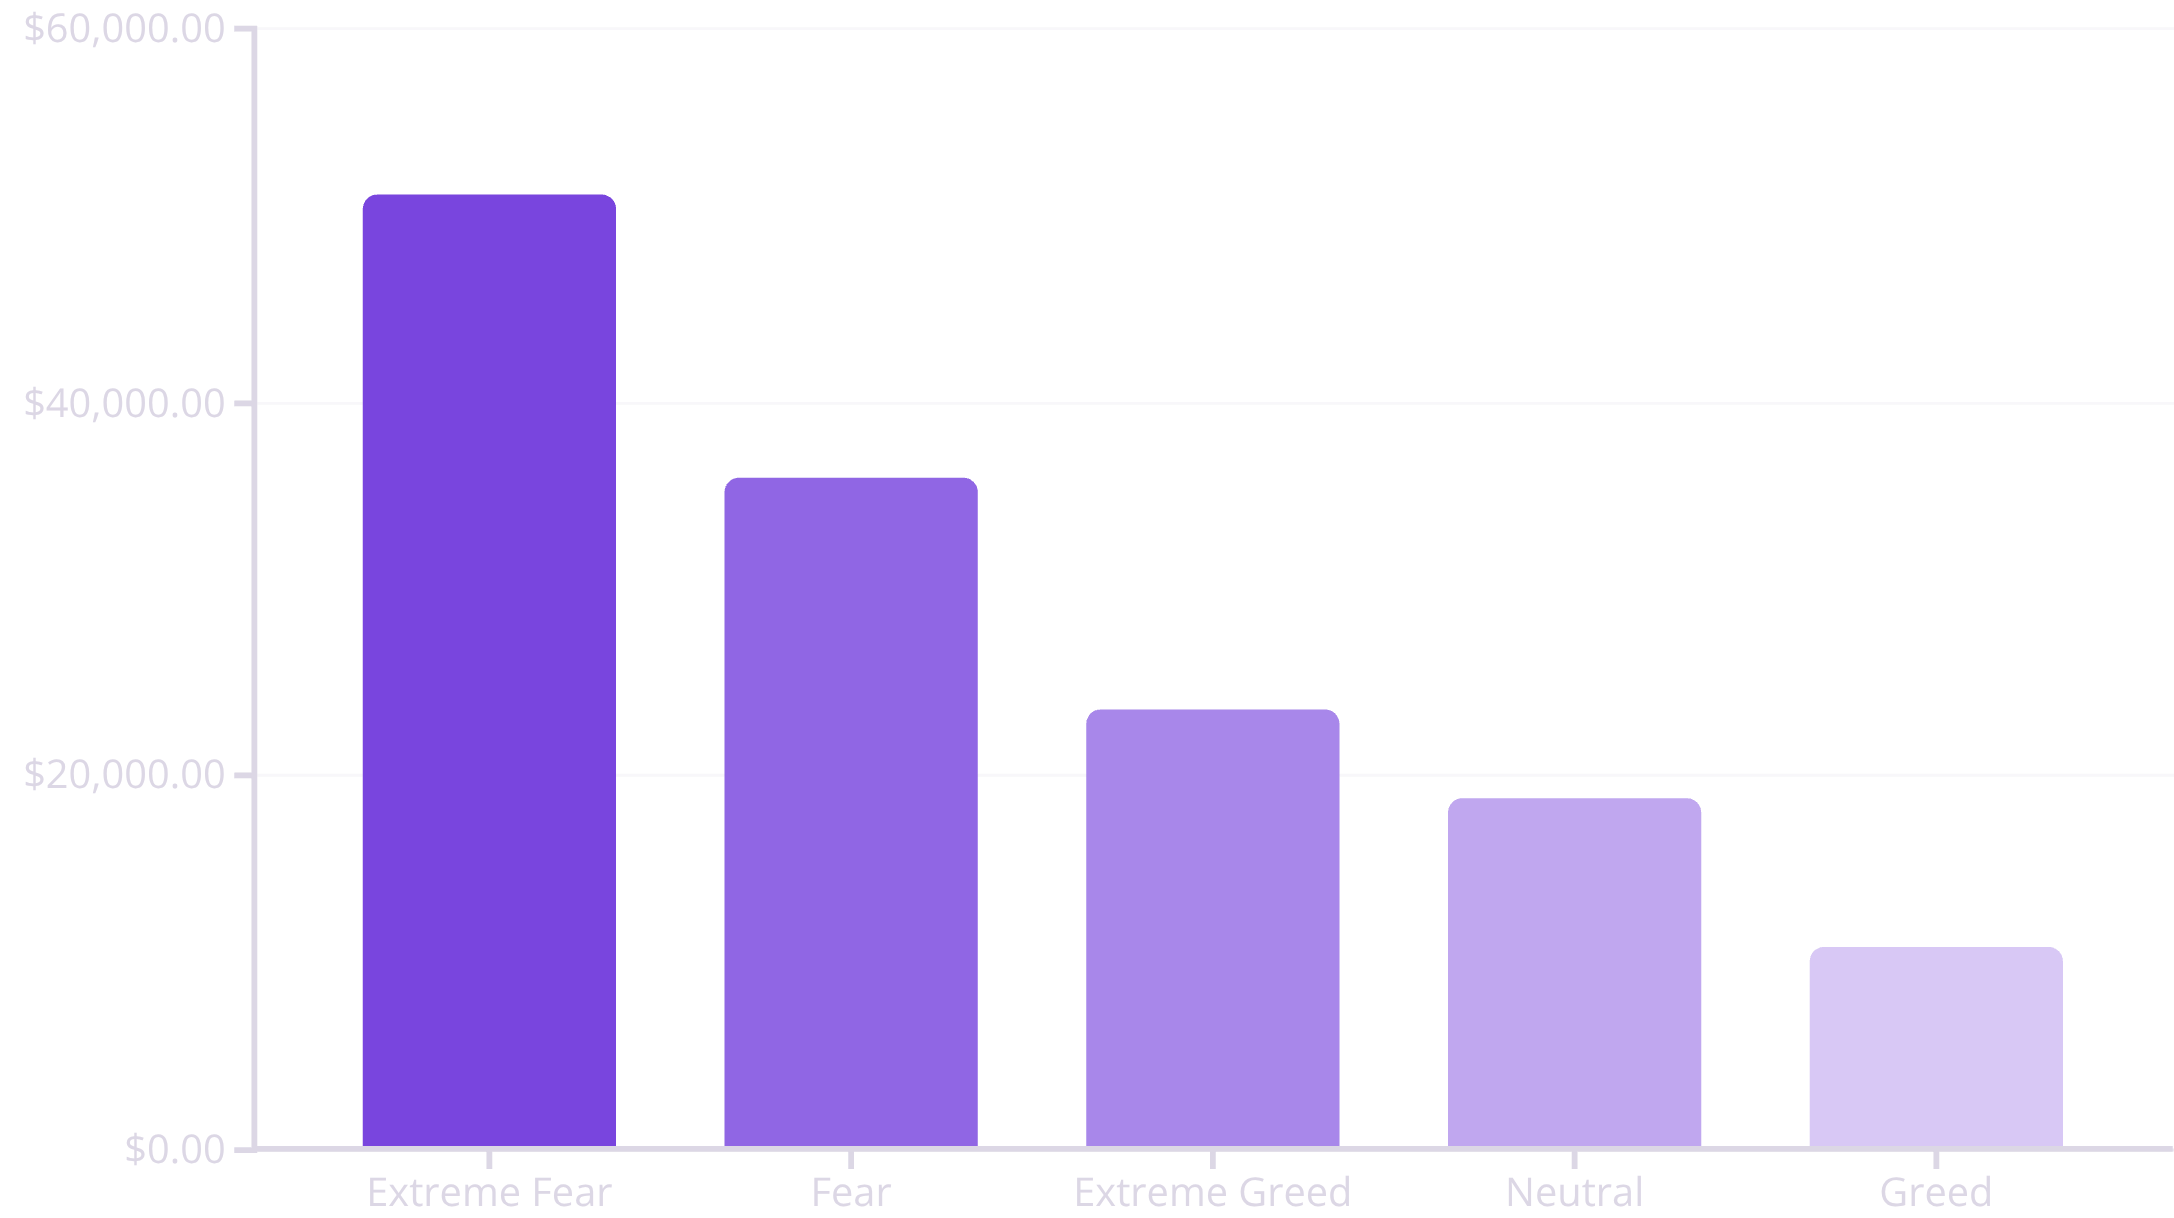 $60,000.00
$40,000.00
$20,000.00
$0.00
Extreme Fear
Fear
Extreme Greed
Neutral
Greed